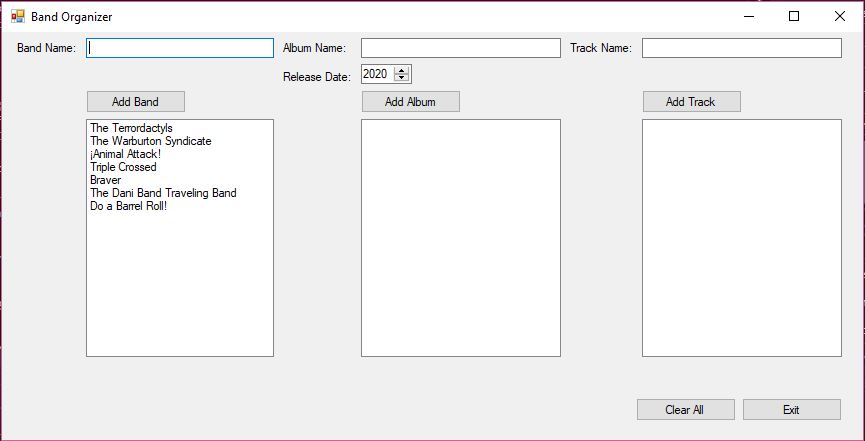 Band Organizer
Band Name: Album Name: Track Name:
Release Date: 2020
Add Band Add Album Add Track
The Terrordactyls
The Warburton Syndicate
¡Animal Attack!
Triple Crossed
Braver
The Dani Band Traveling Band
Do a Barrel Roll!
Clear All Exit